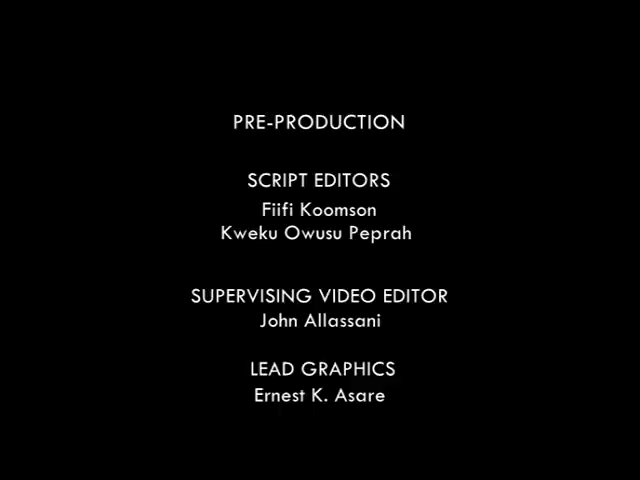 PRE-PRODUCTION
SCRIPT EDITORS
Fiifi Koomson
Kweku Owusu Peprah
SUPERVISING VIDEO EDITOR
John Allassani
LEAD GRAPHICS
Ernest K. Asare